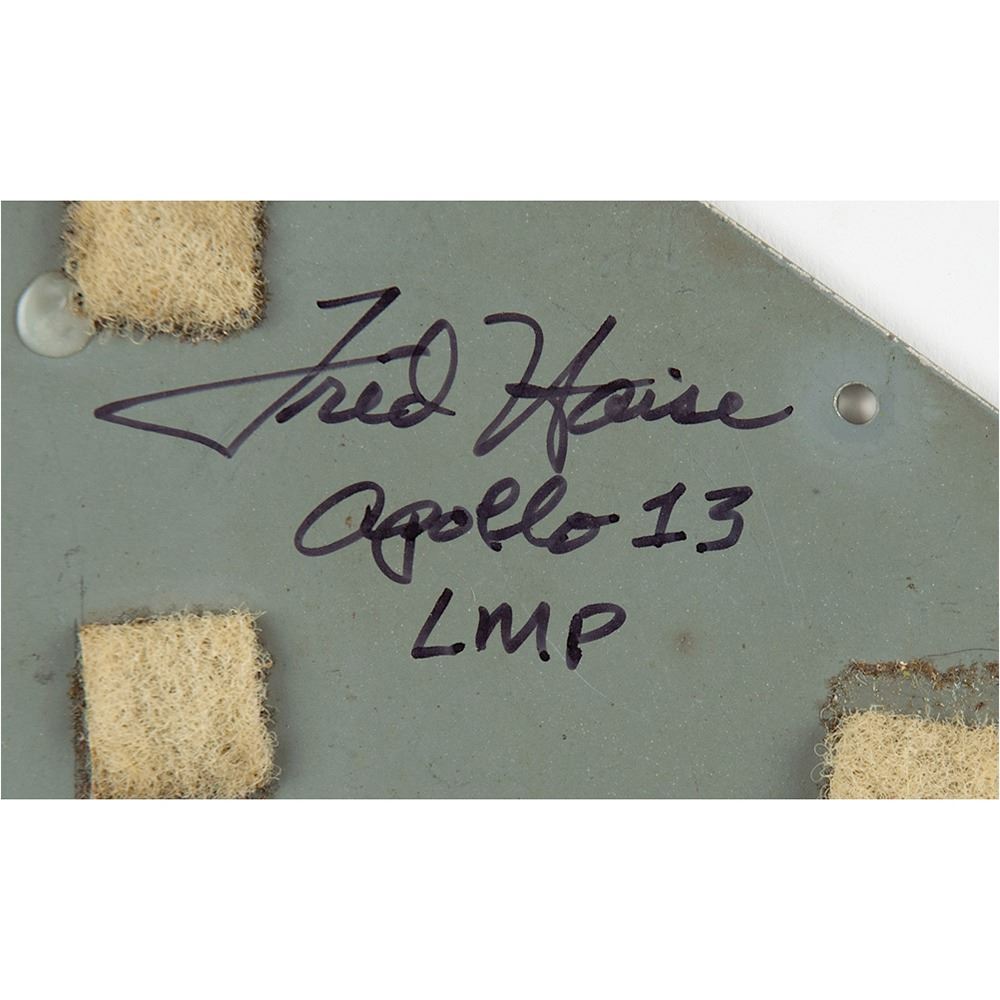 Fred Haise
Apollo 13
LMP